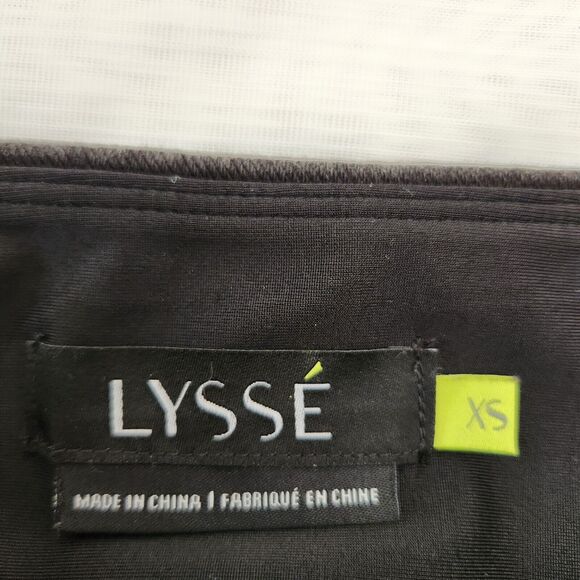 LYSSÉ
XS
MADE IN CHINA | FABRIQUÉ EN CHINE